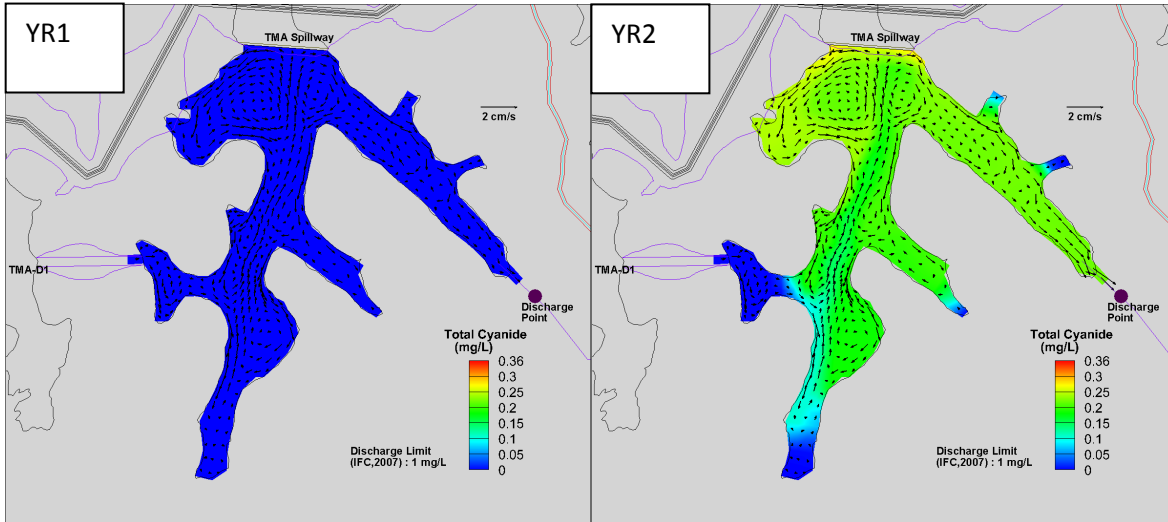 YR1
TMA Spillway
2 cm/s
TMA-D1
Discharge
Point
Total Cyanide
(mg/L)
0.36
0.3
0.25
0.2
0.15
0.1
0.05
0
Discharge Limit
(IFC,2007) : 1 mg/L
YR2
TMA Spillway
2 cm/s
TMA-D1
Discharge
Point
Total Cyanide
(mg/L)
0.36
0.3
0.25
0.2
0.15
0.1
0.05
0
Discharge Limit
(IFC,2007) : 1 mg/L